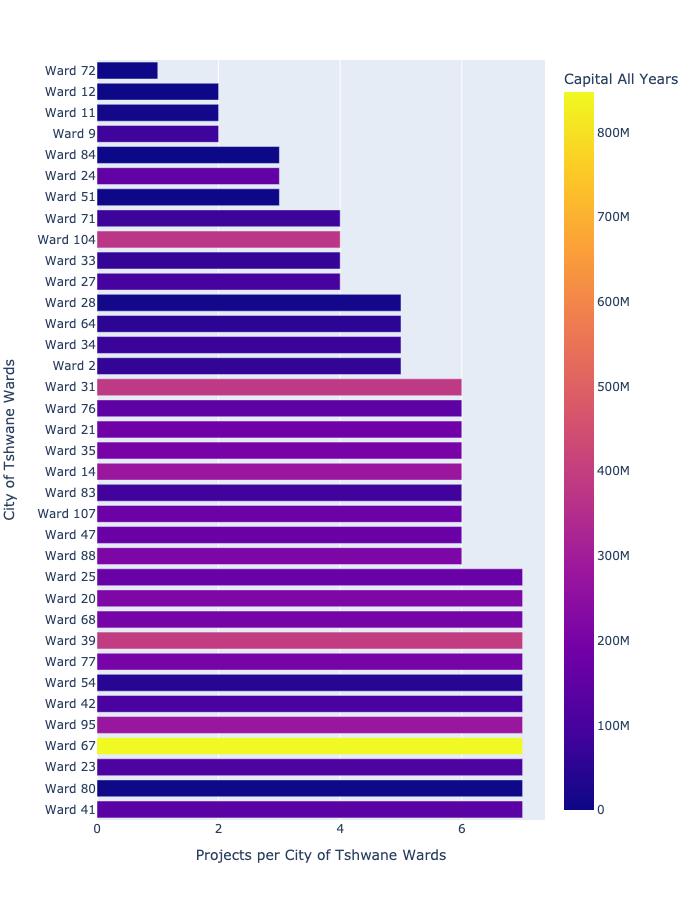 Capital All Years
Ward 72
Ward 12
Ward 11
Ward 9
Ward 84
Ward 24
Ward 51
Ward 71
Ward 104
Ward 33
Ward 27
Ward 28
Ward 64
Ward 34
Ward 2
Ward 31
Ward 76
Ward 21
Ward 35
Ward 14
Ward 83
Ward 107
Ward 47
Ward 88
Ward 25
Ward 20
Ward 68
Ward 39
Ward 77
Ward 54
Ward 42
Ward 95
Ward 67
Ward 23
Ward 80
Ward 41
City of Tshwane Wards
0 2 4 6
Projects per City of Tshwane Wards
800M
700M
600M
500M
400M
300M
200M
100M
0